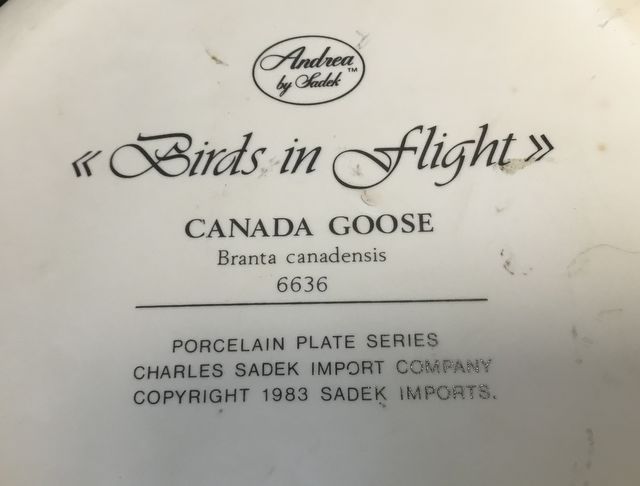 Andrea
by Sadek™
« Birds in Flight »
CANADA GOOSE
Branta canadensis
6636
PORCELAIN PLATE SERIES
CHARLES SADEK IMPORT COMPANY
COPYRIGHT 1983 SADEK IMPORTS.